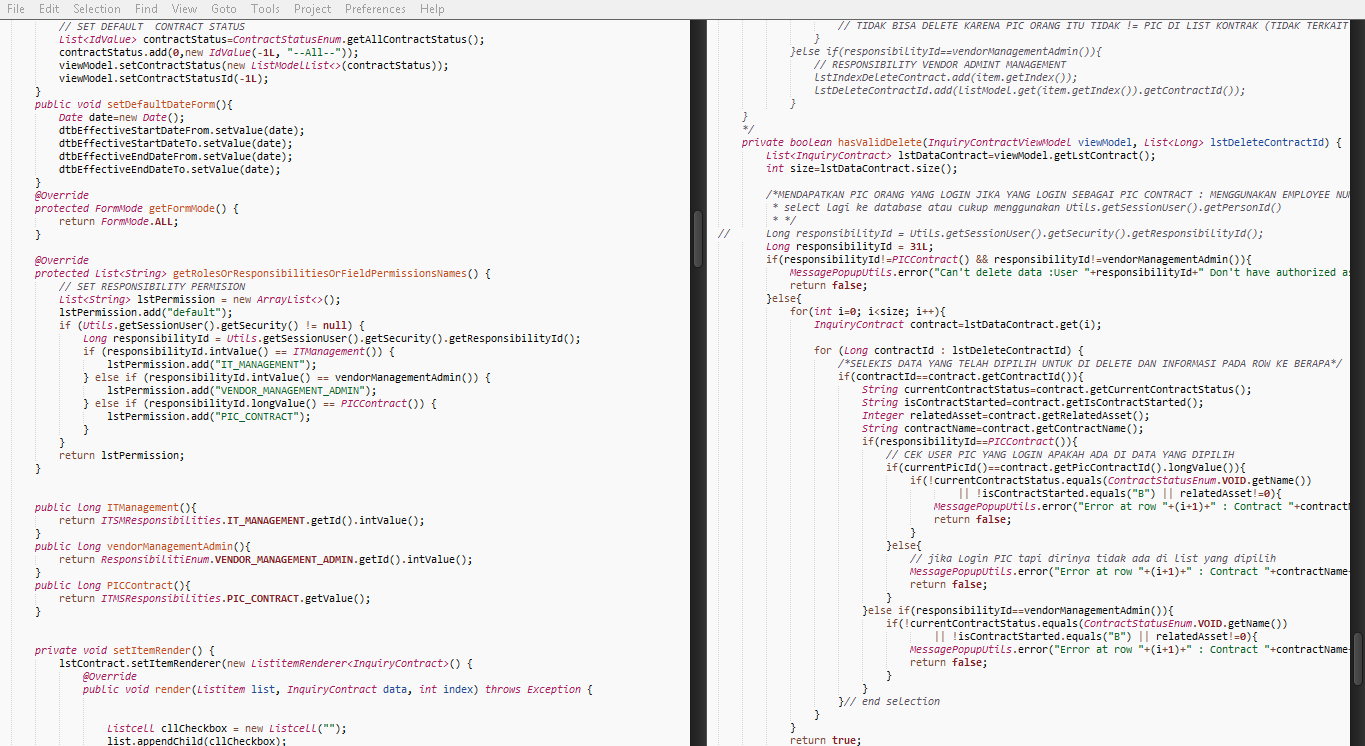 File Edit Selection Find View Goto Tools Project Preferences Help
// SET DEFAULT  CONTRACT STATUS
List<IdValue> contractStatus=ContractStatusEnum.getAllContractStatus();
contractStatus.add(0,new IdValue(-1L, "--All--"));
viewModel.setContractStatus(new ListModelList<>(contractStatus));
viewModel.setContractStatusId(-1L);
}
public void setDefaultDateForm(){
Date date=new Date();
dtbEffectiveStartDateFrom.setValue(date);
dtbEffectiveStartDateTo.setValue(date);
dtbEffectiveEndDateFrom.setValue(date);
dtbEffectiveEndDateTo.setValue(date);
}
@Override
protected FormMode getFormMode() {
return FormMode.ALL;
}
@Override
protected List<String> getRolesOrResponsibilitiesOrFieldPermissionsNames() {
// SET RESPONSIBILITY PERMISION
List<String> lstPermission = new ArrayList<>();
lstPermission.add("default");
if (Utils.getSessionUser().getSecurity() != null) {
Long responsibilityId = Utils.getSessionUser().getSecurity().getResponsibilityId();
if (responsibilityId.intValue() == ITManagement()) {
lstPermission.add("IT_MANAGEMENT");
} else if (responsibilityId.intValue() == vendorManagementAdmin()) {
lstPermission.add("VENDOR_MANAGEMENT_ADMIN");
} else if (responsibilityId.longValue() == PICContract()) {
lstPermission.add("PIC_CONTRACT");
}
}
return lstPermission;
}
public long ITManagement(){
return ITSMResponsibilities.IT_MANAGEMENT.getId().intValue();
}
public long vendorManagementAdmin(){
return ResponsibilitiEnum.VENDOR_MANAGEMENT_ADMIN.getId().intValue();
}
public long PICContract(){
return ITMSResponsibilities.PIC_CONTRACT.getValue();
}
private void setItemRender() {
lstContract.setItemRenderer(new ListitemRenderer<InquiryContract>() {
@Override
public void render(Listitem list, InquiryContract data, int index) throws Exception {
Listcell cllCheckbox = new Listcell("");
list.appendChild(cllCheckbox);
// TIDAK BISA DELETE KARENA PIC ORANG ITU TIDAK != PIC DI LIST KONTRAK (TIDAK TERKAIT
}
}else if(responsibilityId==vendorManagementAdmin()){
// RESPONSIBILITY VENDOR ADMINT MANAGEMENT
lstIndexDeleteContract.add(item.getIndex());
lstDeleteContractId.add(listModel.get(item.getIndex()).getContractId());
}
}
*/
private boolean hasValidDelete(InquiryContractViewModel viewModel, List<Long> lstDeleteContractId) {
List<InquiryContract> lstDataContract=viewModel.getLstContract();
int size=lstDataContract.size();
/*MENDAPATKAN PIC ORANG YANG LOGIN JIKA YANG LOGIN SEBAGAI PIC CONTRACT : MENGGUNAKAN EMPLOYEE NU
* select lagi ke database atau cukup menggunakan Utils.getSessionUser().getPersonId()
* */
// Long responsibilityId = Utils.getSessionUser().getSecurity().getResponsibilityId();
Long responsibilityId = 31L;
if(responsibilityId!=PICContract() && responsibilityId!=vendorManagementAdmin()){
MessagePopupUtils.error("Can't delete data :User "+responsibilityId+" Don't have authorized as
return false;
}else{
for(int i=0; i<size; i++){
InquiryContract contract=lstDataContract.get(i);
for (Long contractId : lstDeleteContractId) {
/*SELEKIS DATA YANG TELAH DIPILIH UNTUK DI DELETE DAN INFORMASI PADA ROW KE BERAPA*/
if(contractId==contract.getContractId()){
String currentContractStatus=contract.getCurrentContractStatus();
String isContractStarted=contract.getIsContractStarted();
Integer relatedAsset=contract.getRelatedAsset();
String contractName=contract.getContractName();
if(responsibilityId==PICContract()){
// CEK USER PIC YANG LOGIN APAKAH ADA DI DATA YANG DIPILIH
if(currentPicId()==contract.getPicContractId().longValue()){
if(!currentContractStatus.equals(ContractStatusEnum.VOID.getName())
|| !isContractStarted.equals("B") || relatedAsset!=0){
MessagePopupUtils.error("Error at row "+(i+1)+" : Contract "+contract
return false;
}
}else{
// jika Login PIC tapi dirinya tidak ada di list yang dipilih
MessagePopupUtils.error("Error at row "+(i+1)+" : Contract "+contractName
return false;
}
}else if(responsibilityId==vendorManagementAdmin()){
if(!currentContractStatus.equals(ContractStatusEnum.VOID.getName())
|| !isContractStarted.equals("B") || relatedAsset!=0){
MessagePopupUtils.error("Error at row "+(i+1)+" : Contract "+contractName
return false;
}
}
}// end selection
}
}
return true;